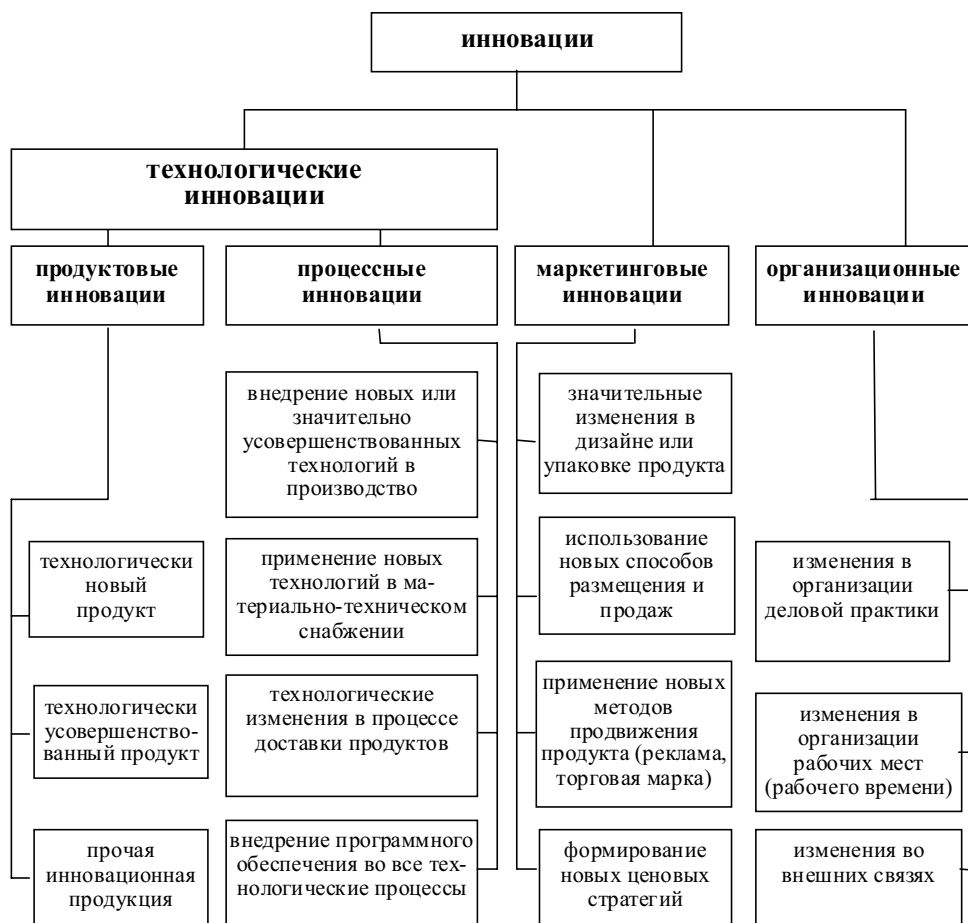 инновации
технологические
инновации
продуктовые
инновации
процессные
инновации
маркетинговые
инновации
организационные
инновации
внедрение новых или
значительно
усовершенствованных
технологий в
производство
значительные
изменения в
дизайне или
упаковке продукта
технологически
новый
продукт
применение новых
технологий в ма-
териально-техническом
снабжении
использование
новых способов
размещения и
продаж
изменения в
организации
деловой практики
технологически
усовершенство-
ванный продукт
технологические
изменения в процессе
доставки продуктов
применение новых
методов
продвижения
продукта (реклама,
торговая марка)
изменения в
организации
рабочих мест
(рабочего времени)
прочая
инновационная
продукция
внедрение программного
обеспечения во все тех-
нологические процессы
формирование
новых ценовых
стратегий
изменения во
внешних связях